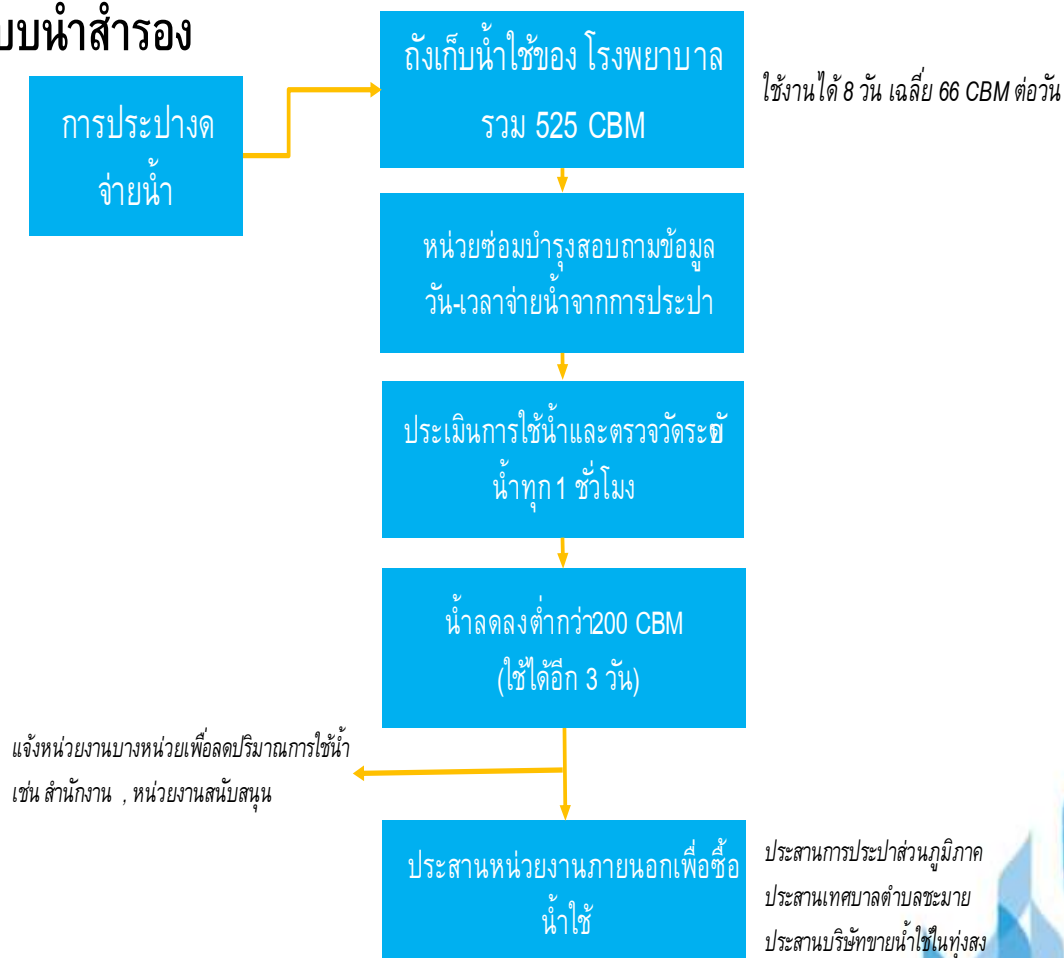 บบน้ำสำรอง
การประปางด
จ่ายน้ำ
ถังเก็บน้ำใช้ของ โรงพยาบาล
รวม 525 CBM
ใช้งานได้ 8 วัน เฉลี่ย 66 CBM ต่อวัน
หน่วยซ่อมบำรุงสอบถามข้อมูล
วัน-เวลาจ่ายน้ำจากการประปา
ประเมินการใช้น้ำและตรวจวัดระดับ
น้ำทุก 1 ชั่วโมง
น้ำลดลงต่ำกว่า200 CBM
(ใช้ได้อีก 3 วัน)
แจ้งหน่วยงานบางหน่วยเพื่อลดปริมาณการใช้น้ำ
เช่น สำนักงาน , หน่วยงานสนับสนุน
ประสานหน่วยงานภายนอกเพื่อซื้อ
น้ำใช้
ประสานการประปาส่วนภูมิภาค
ประสานเทศบาลตำบลชะมาย
ประสานบริษัทขายน้ำใช้ในทุ่งสง